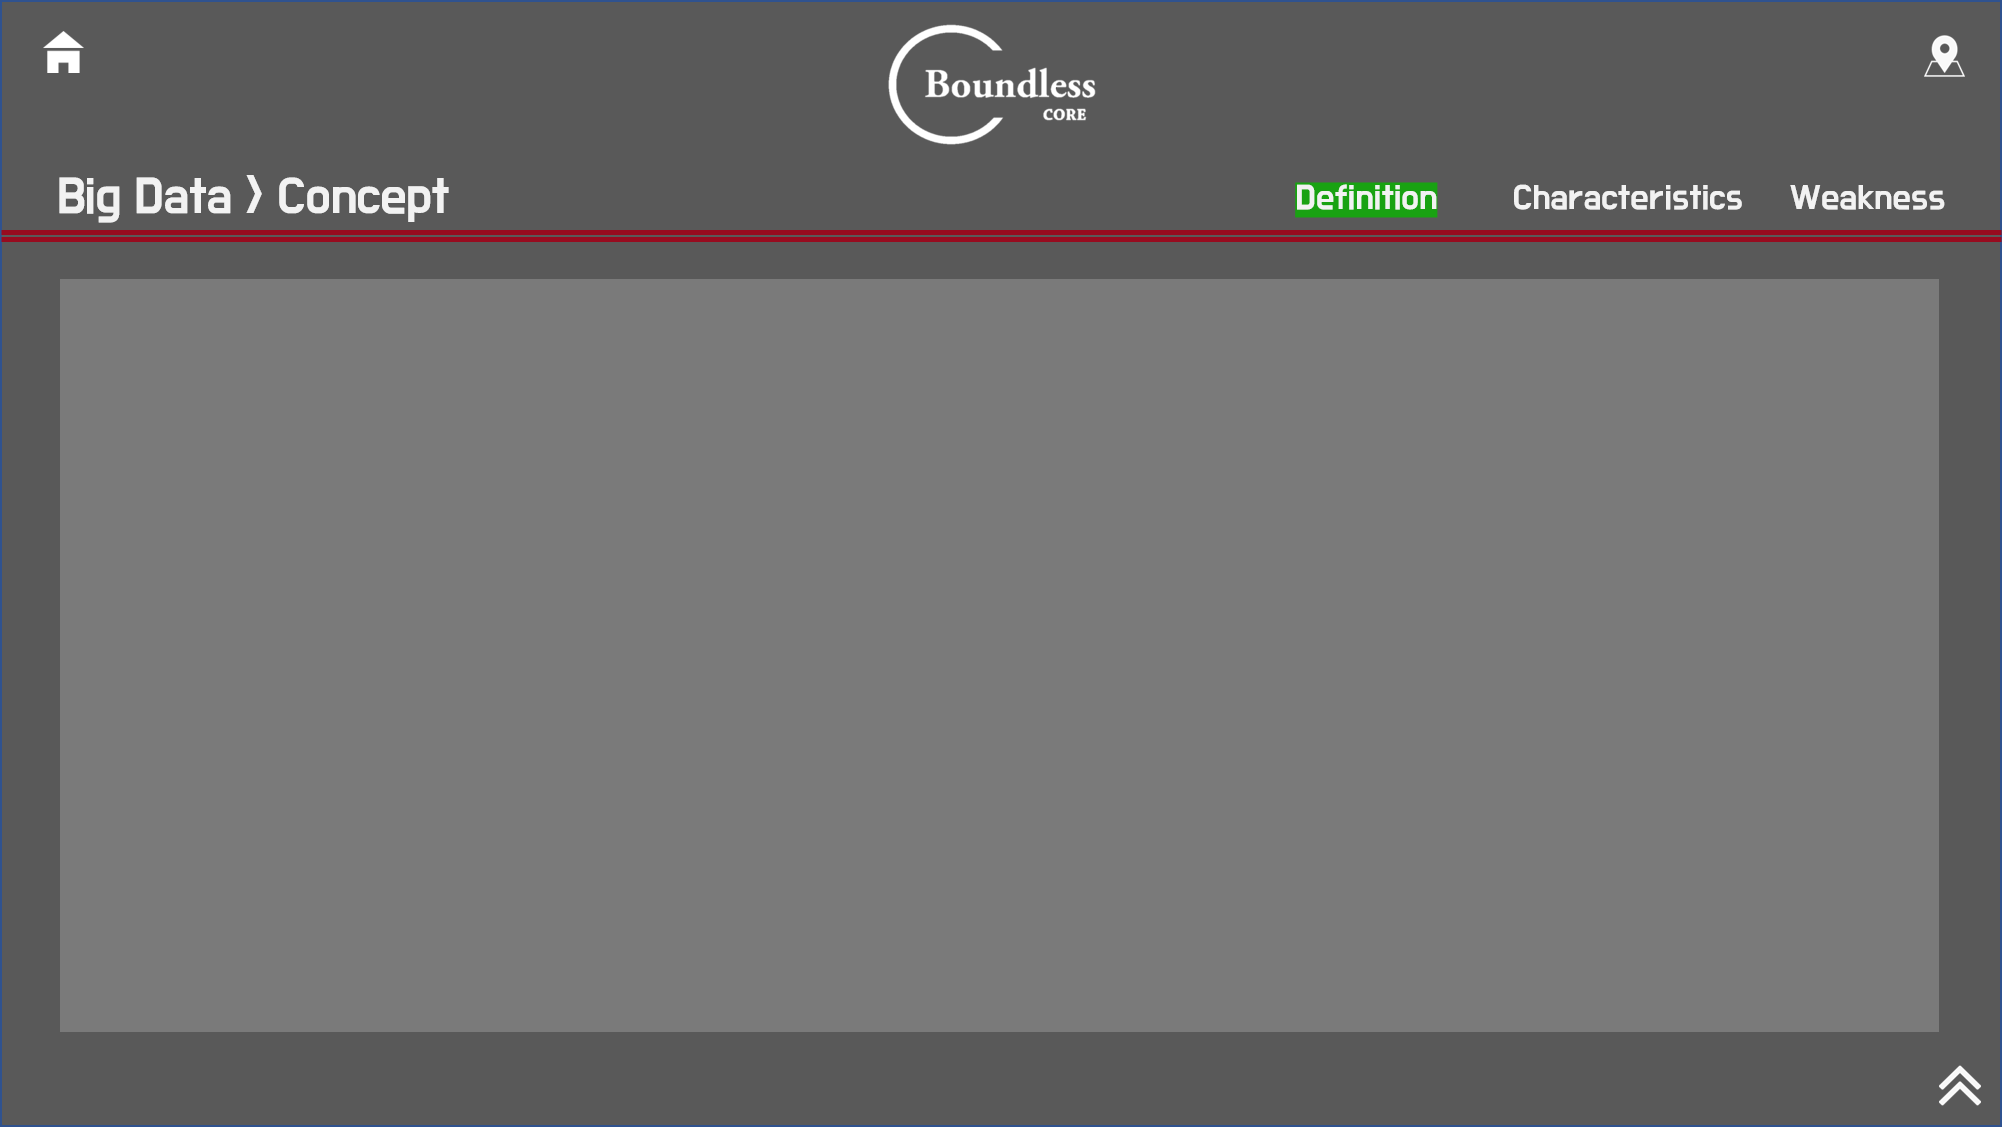 Boundless
CORE
Big Data > Concept
Definition
Characteristics
Weakness